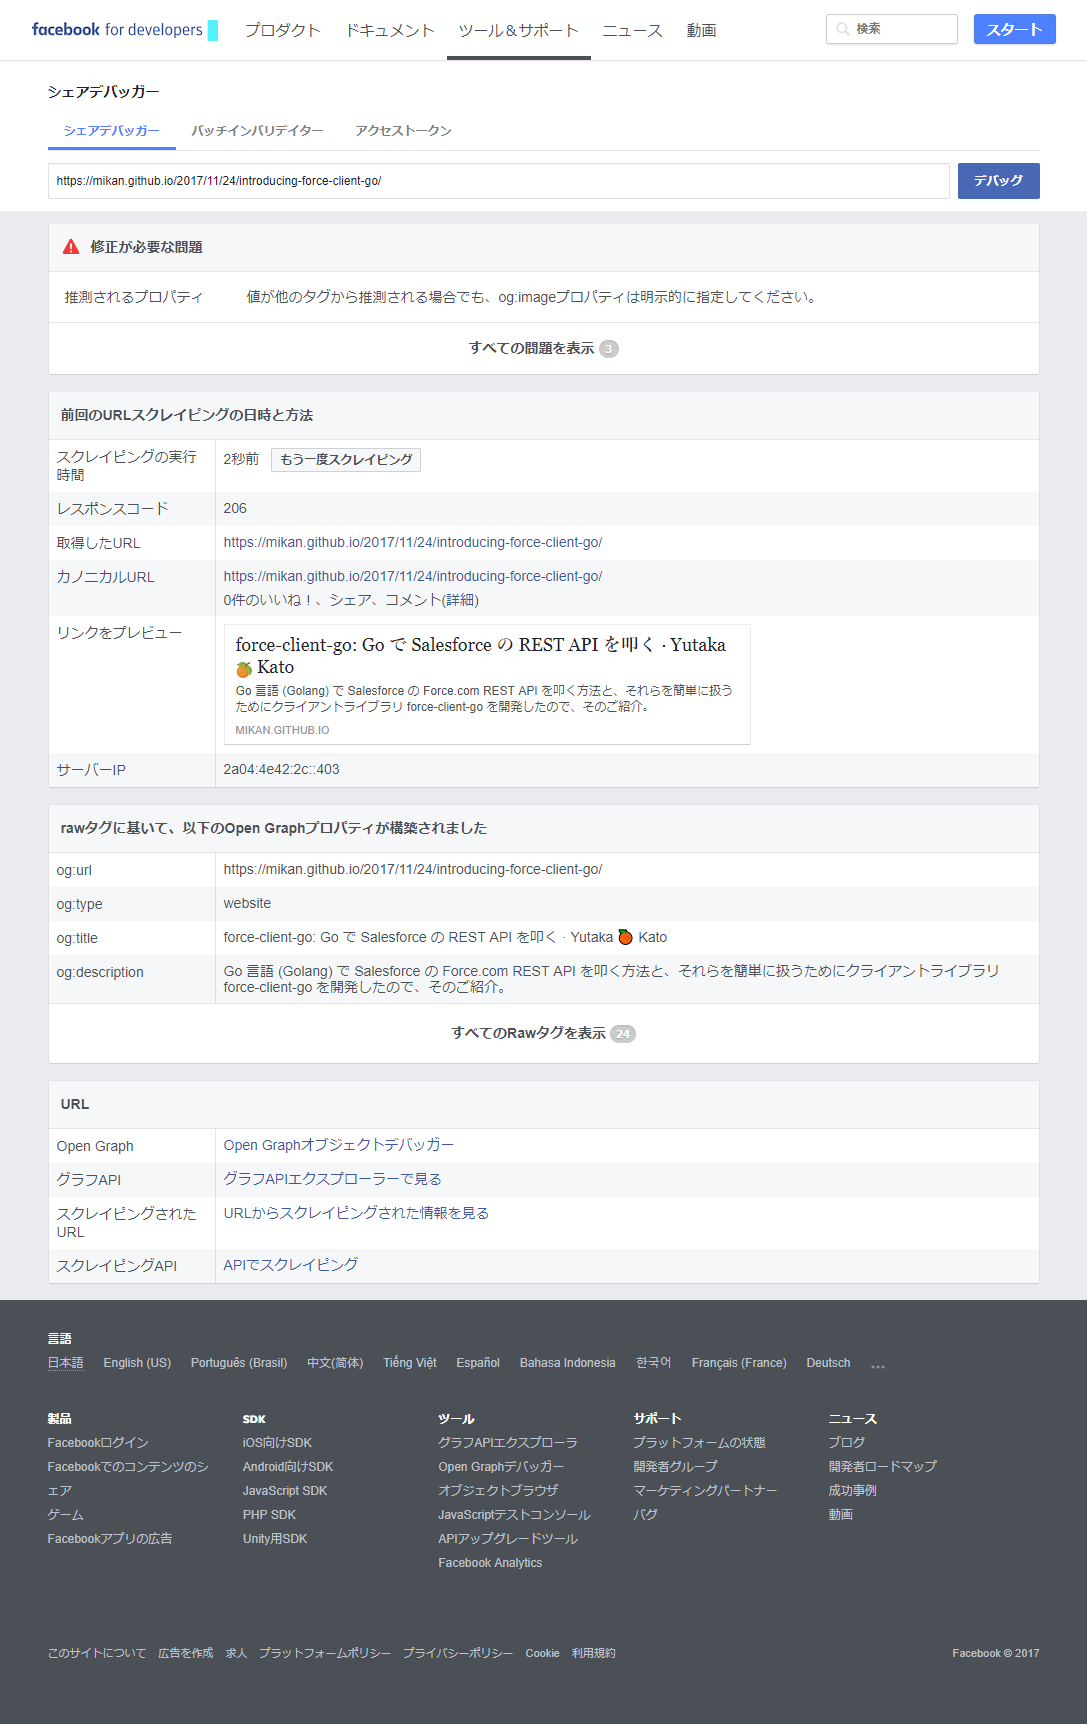 facebook for developers プロダクト ドキュメント ツール＆サポート ニュース 動画 検索 スタート
シェアデバッガー
シェアデバッガー バッチインバリデイター アクセストークン
https://mikan.github.io/2017/11/24/introducing-force-client-go/ デバッグ
修正が必要な問題
推測されるプロパティ 値が他のタグから推測される場合でも、og:imageプロパティは明示的に指定してください。
すべての問題を表示 3
前回のURLスクレイピングの日時と方法
スクレイピングの実行
時間
2秒前 もう一度スクレイピング
レスポンスコード 206
取得したURL https://mikan.github.io/2017/11/24/introducing-force-client-go/
カノニカルURL https://mikan.github.io/2017/11/24/introducing-force-client-go/
0件のいいね！、シェア、コメント(詳細)
リンクをプレビュー
force-client-go: Go で Salesforce の REST API を叩く · Yutaka
🍊 Kato
Go 言語 (Golang) で Salesforce の Force.com REST API を叩く方法と、それらを簡単に扱う
ためにクライアントライブラリ force-client-go を開発したので、そのご紹介。
MIKAN.GITHUB.IO
サーバーIP 2a04:4e42:2c::403
rawタグに基いて、以下のOpen Graphプロパティが構築されました
og:url https://mikan.github.io/2017/11/24/introducing-force-client-go/
og:type website
og:title force-client-go: Go で Salesforce の REST API を叩く · Yutaka 🍊 Kato
og:description Go 言語 (Golang) で Salesforce の Force.com REST API を叩く方法と、それらを簡単に扱うためにクライアントライブラリ
force-client-go を開発したので、そのご紹介。
すべてのRawタグを表示 24
URL
Open Graph Open Graphオブジェクトデバッガー
グラフAPI グラフAPIエクスプローラーで見る
スクレイピングされた
URL
URLからスクレイピングされた情報を見る
スクレイピングAPI APIでスクレイピング
言語
日本語 English (US) Português (Brasil) 中文(简体) Tiếng Việt Español Bahasa Indonesia 한국어 Français (France) Deutsch ...
製品
Facebookログイン
Facebookでのコンテンツのシ
ェア
ゲーム
Facebookアプリの広告
SDK
iOS向けSDK
Android向けSDK
JavaScript SDK
PHP SDK
Unity用SDK
ツール
グラフAPIエクスプローラ
Open Graphデバッガー
オブジェクトブラウザ
JavaScriptテストコンソール
APIアップグレードツール
Facebook Analytics
サポート
プラットフォームの状態
開発者グループ
マーケティングパートナー
バグ
ニュース
ブログ
開発者ロードマップ
成功事例
動画
このサイトについて 広告を作成 求人 プラットフォームポリシー プライバシーポリシー Cookie 利用規約 Facebook © 2017